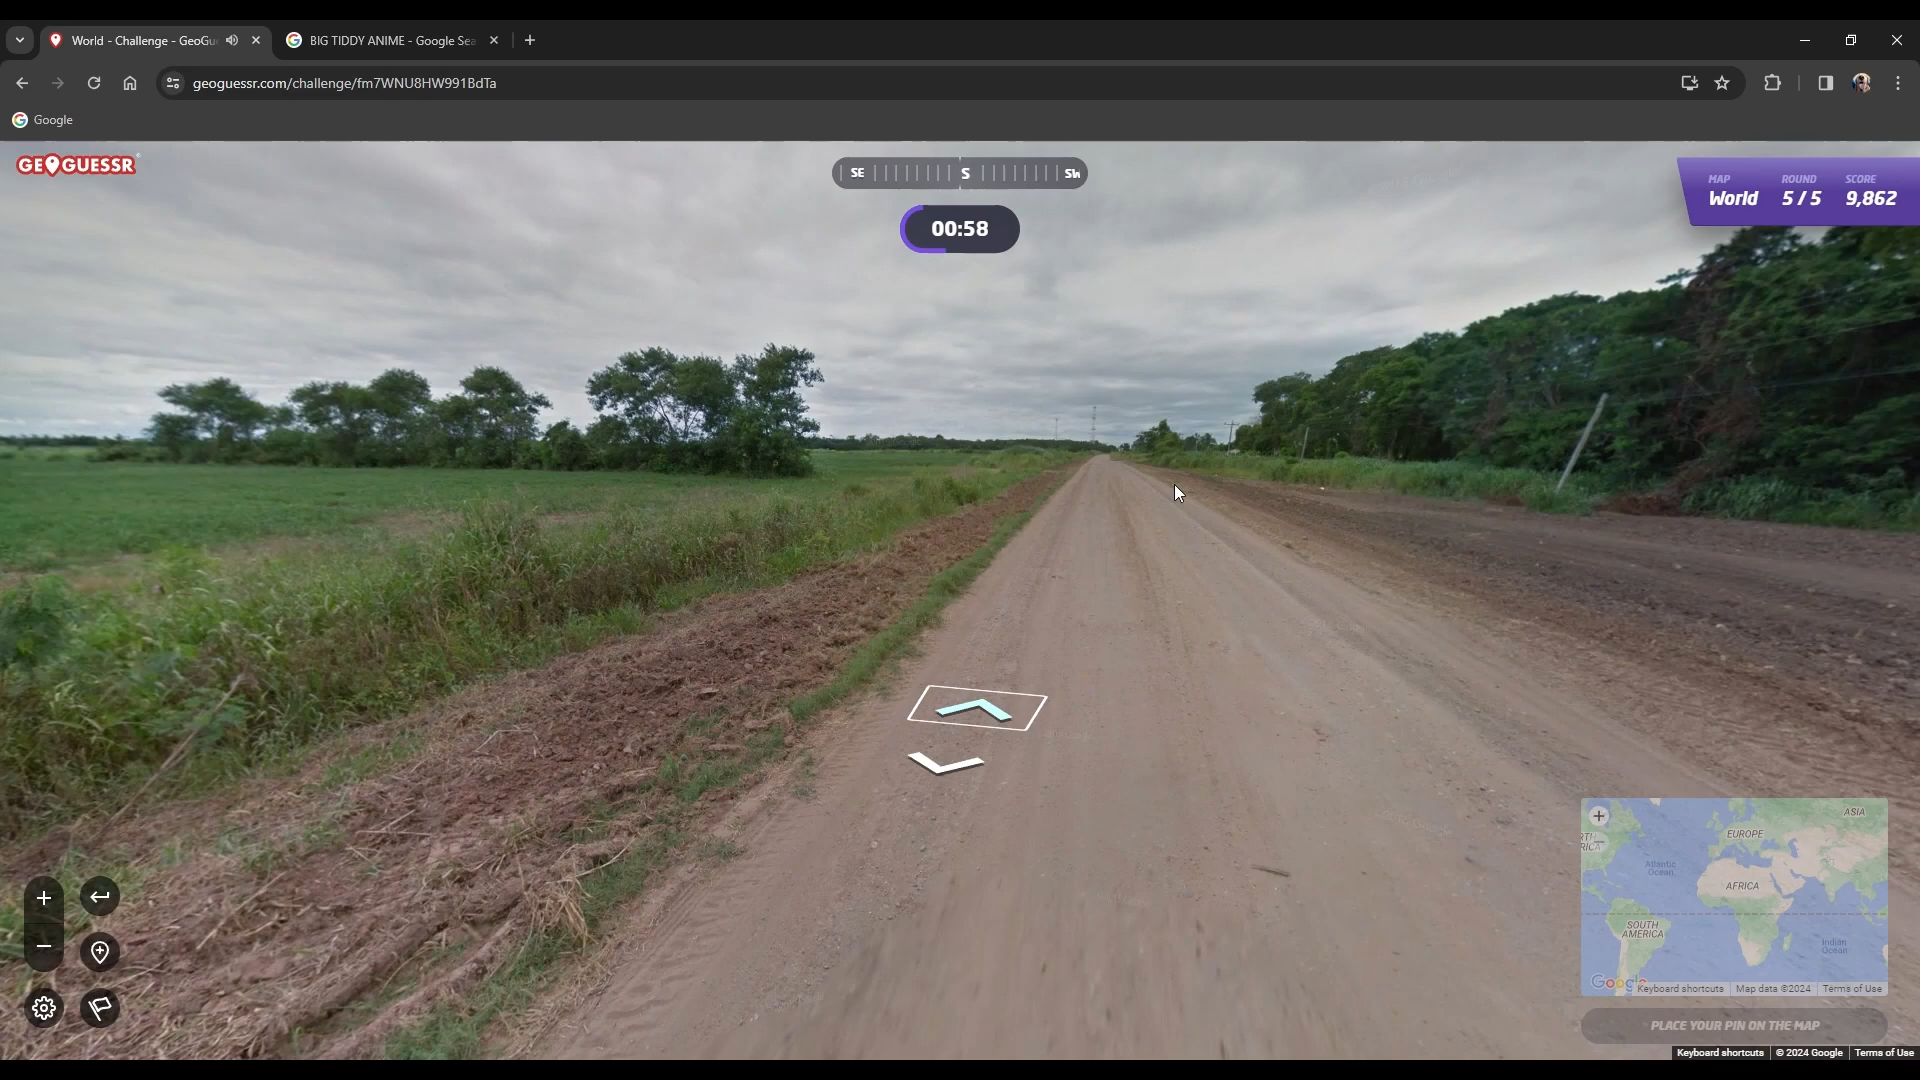 World - Challenge - GeoGu
BIG TIDDY ANIME - Google Sea
geoguessr.com/challenge/fm7WNU8HW991BdTa
Google
GEOGUESSR
SE S SW
00:58
MAP ROUND SCORE
World 5 / 5 9,862
ASIA
EUROPE
Atlantic
Ocean
AFRICA
SOUTH
AMERICA
Indian
Ocean
Google
Keyboard shortcuts Map data ©2024 Terms of Use
PLACE YOUR PIN ON THE MAP
Keyboard shortcuts © 2024 Google Terms of Use